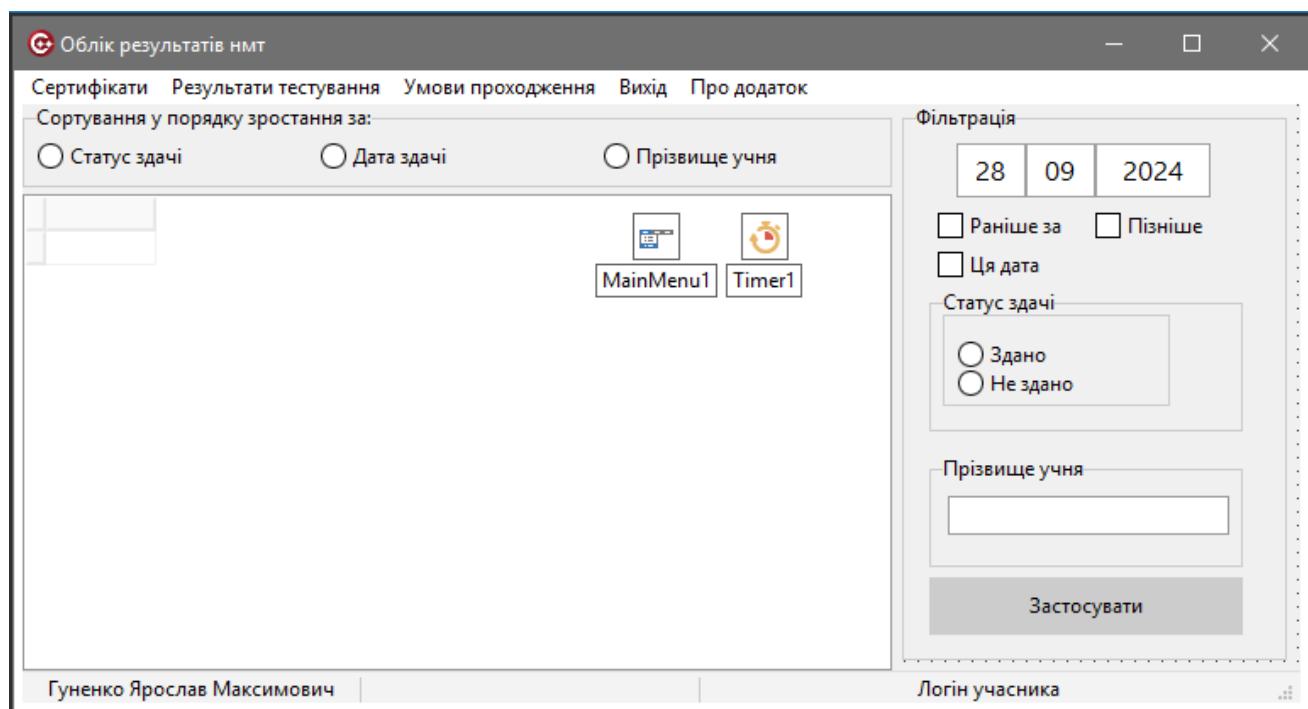 Облік результатів нмт
Сертифікати Результати тестування Умови проходження Вихід Про додаток
Сортування у порядку зростання за:
Статус здачі Дата здачі Прізвище учня
MainMenu1 Timer1
Фільтрація
28 09 2024
Раніше за Пізніше
Ця дата
Статус здачі
Здано
Не здано
Прізвище учня
Застосувати
Гуненко Ярослав Максимович Логін учасника